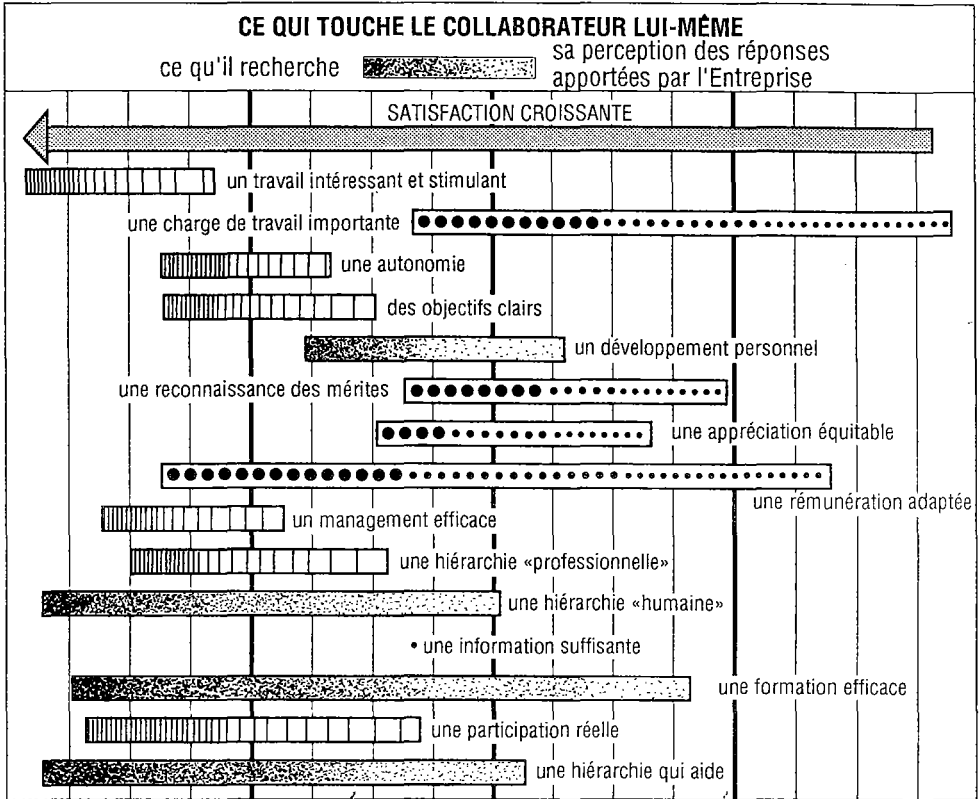 CE QUI TOUCHE LE COLLABORATEUR LUI-MÊME
ce qu'il recherche
sa perception des réponses
apportées par l'Entreprise
SATISFACTION CROISSANTE
un travail intéressant et stimulant
une charge de travail importante
une autonomie
des objectifs clairs
un développement personnel
une reconnaissance des mérites
une appréciation équitable
une rémunération adaptée
un management efficace
une hiérarchie «professionnelle»
une hiérarchie «humaine»
• une information suffisante
une formation efficace
une participation réelle
une hiérarchie qui aide